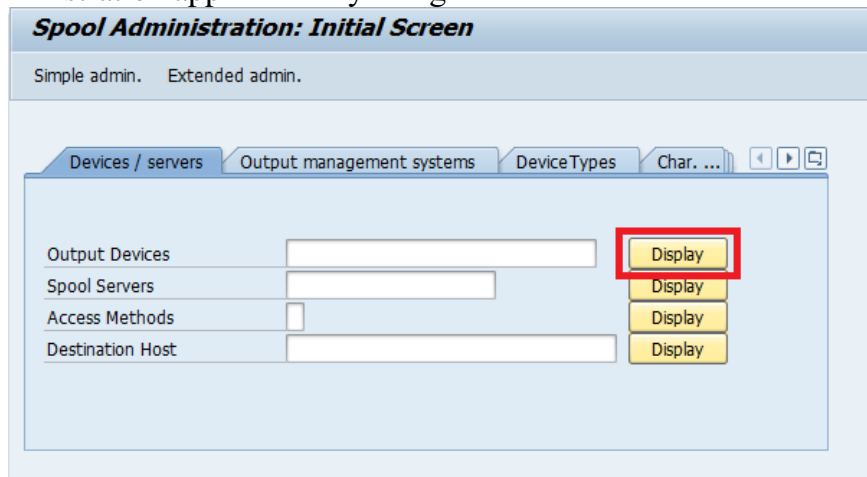 Spool Administration: Initial Screen
Simple admin. Extended admin.
Devices / servers Output management systems DeviceTypes Char. ...
Output Devices Display
Spool Servers Display
Access Methods Display
Destination Host Display